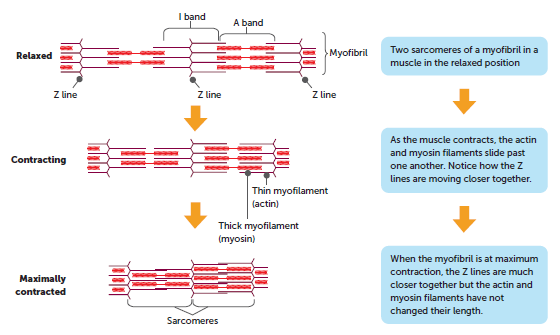 I band
A band
Relaxed
Myofibril
Z line
Z line
Z line
Two sarcomeres of a myofibril in a
muscle in the relaxed position
Contracting
Thin myofilament
(actin)
Thick myofilament
(myosin)
As the muscle contracts, the actin
and myosin filaments slide past
one another. Notice how the Z
lines are moving closer together.
Maximally
contracted
Sarcomeres
When the myofibril is at maximum
contraction, the Z lines are much
closer together but the actin and
myosin filaments have not
changed their length.